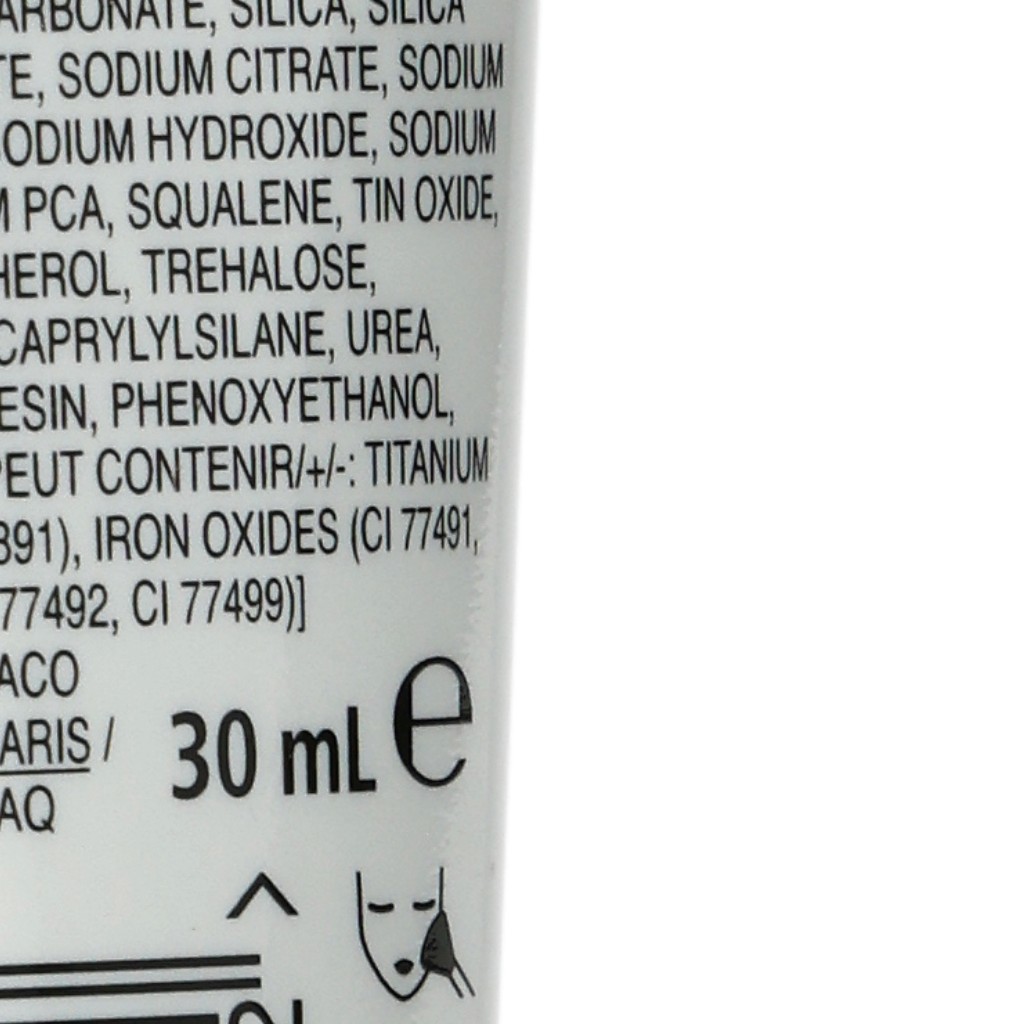 ARBONATE, SILICA, SILICA
TE, SODIUM CITRATE, SODIUM
SODIUM HYDROXIDE, SODIUM
M PCA, SQUALENE, TIN OXIDE,
HEROL, TREHALOSE,
CAPRYLYLSILANE, UREA,
ESIN, PHENOXYETHANOL,
PEUT CONTENIR/+/-: TITANIUM
891), IRON OXIDES (CI 77491,
77492, CI 77499)]
ACO
ARIS /
AQ
30 mL e